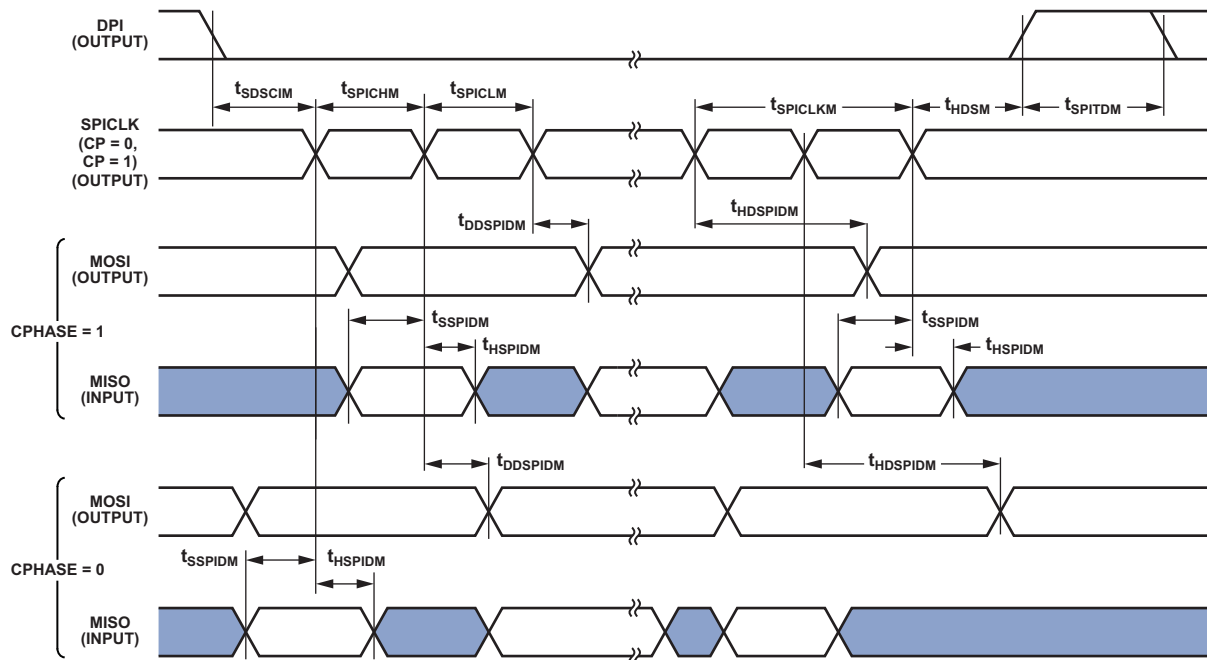 DPI
(OUTPUT)
tSDSCIM
tSPICHM
tSPICLM
tSPICLKM
tHDSM
tSPITDM
SPICLK
(CP = 0,
CP = 1)
(OUTPUT)
tDDSPIDM
tHDSPIDM
CPHASE = 1
MOSI
(OUTPUT)
tSSPIDM
tHSPIDM
tSSPIDM
tHSPIDM
MISO
(INPUT)
tDDSPIDM
tHDSPIDM
CPHASE = 0
MOSI
(OUTPUT)
tSSPIDM
tHSPIDM
MISO
(INPUT)